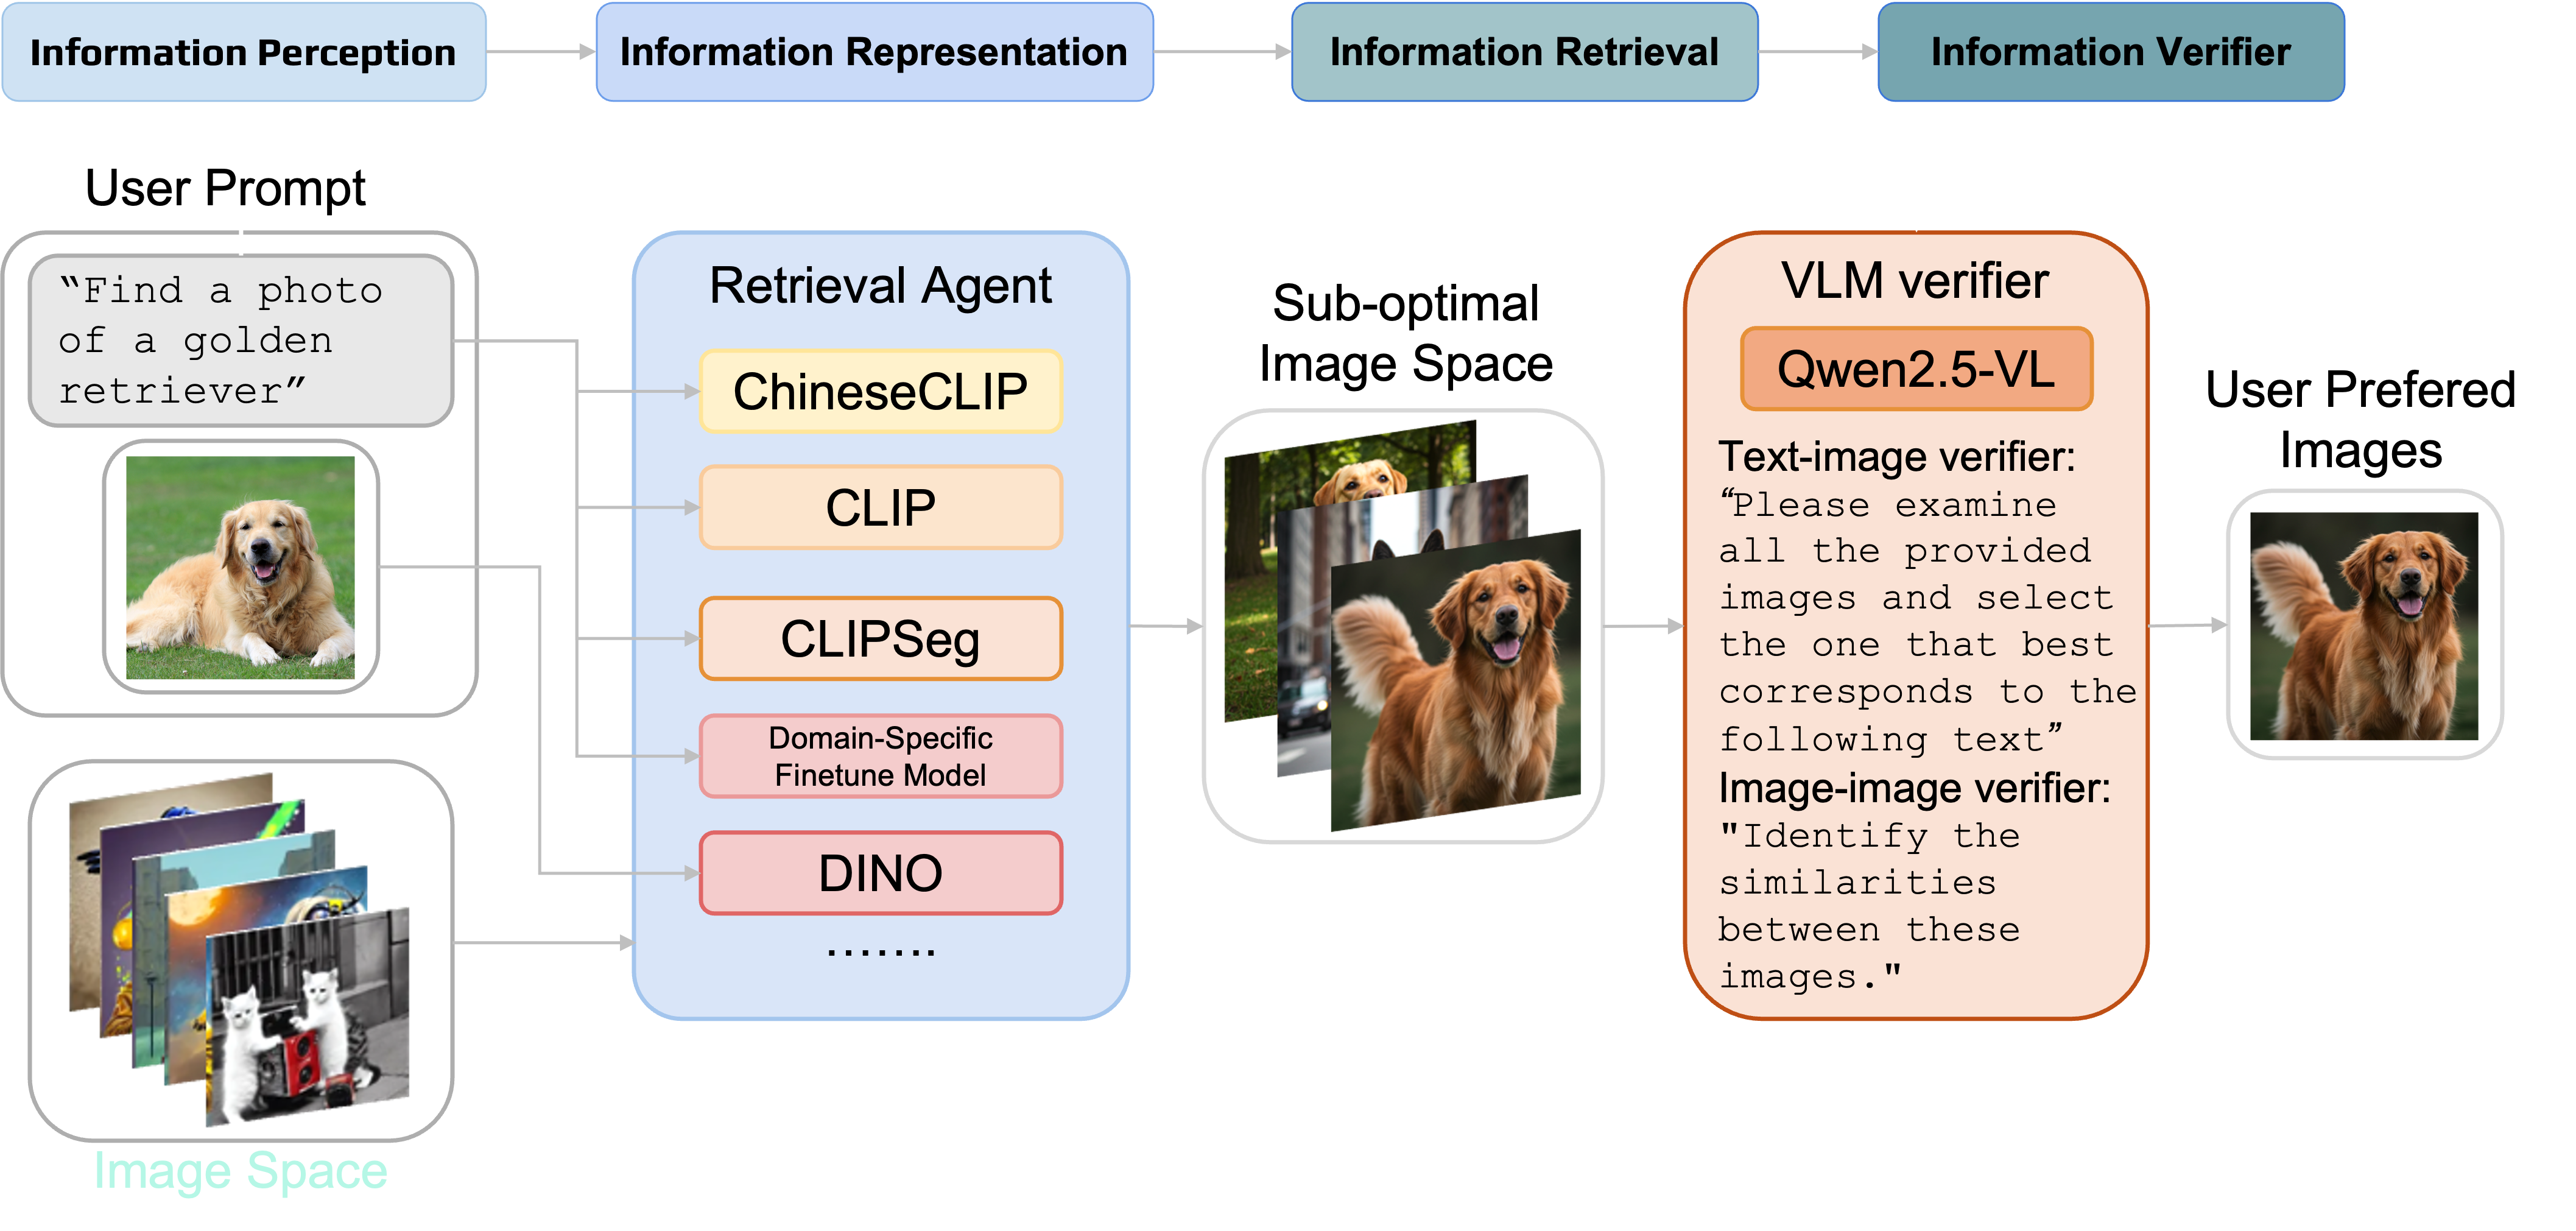 Information Perception
Information Representation
Information Retrieval
Information Verifier
User Prompt
“Find a photo
of a golden
retriever”
Image Space
Retrieval Agent
ChineseCLIP
CLIP
CLIPSeg
Domain-Specific
Finetune Model
DINO
.......
Sub-optimal
Image Space
VLM verifier
Qwen2.5-VL
Text-image verifier:
“Please examine
all the provided
images and select
the one that best
corresponds to the
following text”
Image-image verifier:
"Identify the
similarities
between these
images."
User Prefered
Images